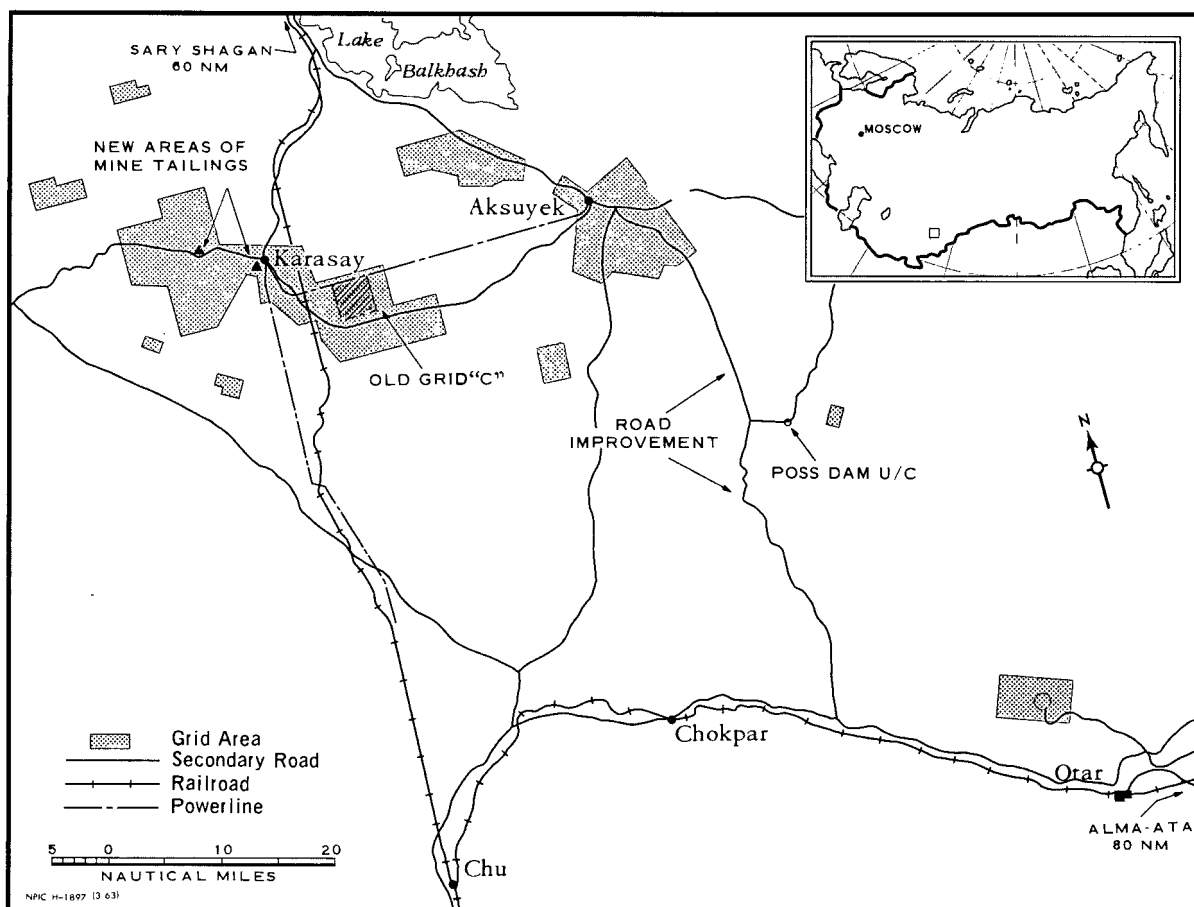 SARY SHAGAN
60 NM
Lake
Balkhash
MOSCOW
NEW AREAS OF
MINE TAILINGS
Aksuyek
Karasay
OLD GRID"C"
ROAD
IMPROVEMENT
POSS DAM U/C
N
Chokpar
Otar
ALMA-ATA
80 NM
Chu
Grid Area
Secondary Road
Railroad
Powerline
5 0 10 20
NAUTICAL MILES
NPIC H-1897 (3 63)